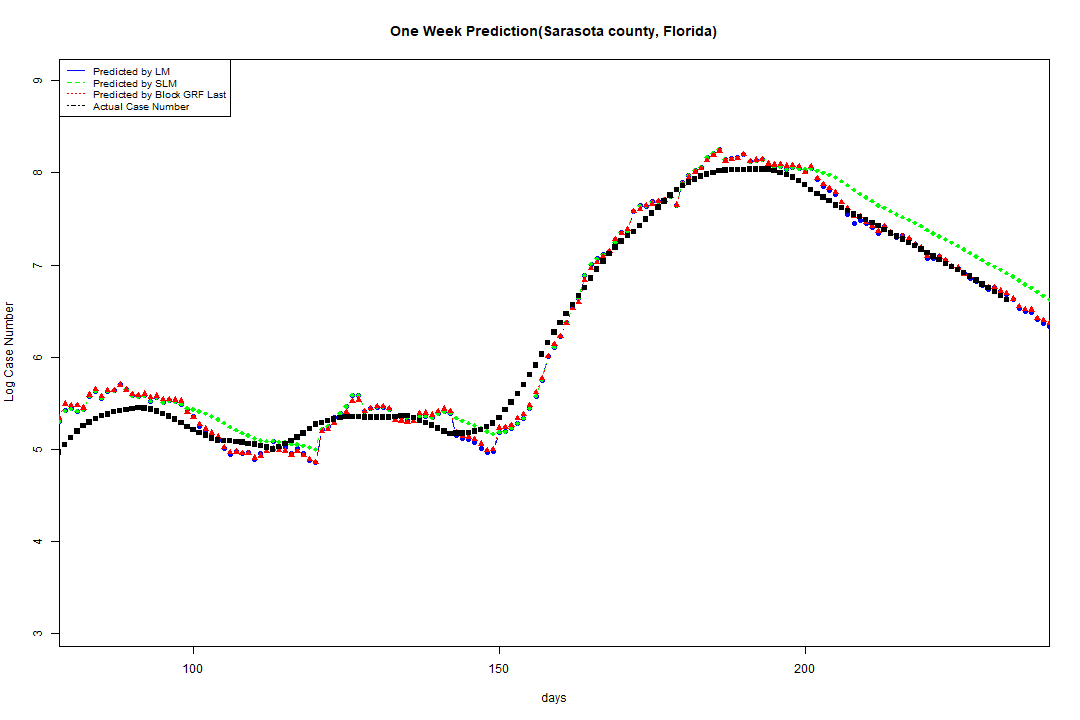 One Week Prediction(Sarasota county, Florida)
Predicted by LM
Predicted by SLM
Predicted by Block GRF Last
Actual Case Number
9
8
7
6
5
4
3
Log Case Number
100
150
200
days